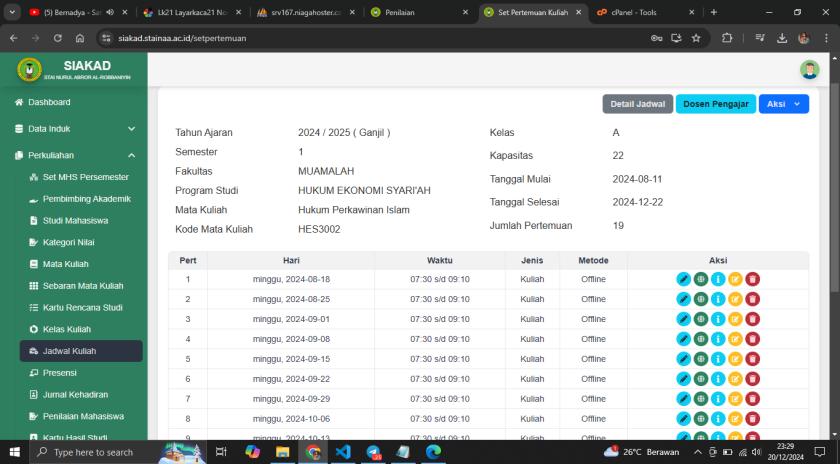 (5) Bernadya - Sa
Lk21 Layarkaca21 No
srv167.niagahoster.c
Penilaian
Set Pertemuan Kuliah
cPanel - Tools
siakad.stainaa.ac.id/setpertemuan
SIAKAD
STAI NURUL ABROR AL-ROBBANIYIN
Dashboard
Data Induk
Perkuliahan
Set MHS Persemester
Pembimbing Akademik
Studi Mahasiswa
Kategori Nilai
Mata Kuliah
Sebaran Mata Kuliah
Kartu Rencana Studi
Kelas Kuliah
Jadwal Kuliah
Presensi
Jurnal Kehadiran
Penilaian Mahasiswa
Kartu Hasil Studi
Detail Jadwal Dosen Pengajar Aksi
Tahun Ajaran 2024 / 2025 ( Ganjil )
Semester 1
Fakultas MUAMALAH
Program Studi HUKUM EKONOMI SYARI'AH
Mata Kuliah Hukum Perkawinan Islam
Kode Mata Kuliah HES3002
Kelas A
Kapasitas 22
Tanggal Mulai 2024-08-11
Tanggal Selesai 2024-12-22
Jumlah Pertemuan 19
Pert Hari Waktu Jenis Metode Aksi
1 minggu, 2024-08-18 07:30 s/d 09:10 Kuliah Offline
2 minggu, 2024-08-25 07:30 s/d 09:10 Kuliah Offline
3 minggu, 2024-09-01 07:30 s/d 09:10 Kuliah Offline
4 minggu, 2024-09-08 07:30 s/d 09:10 Kuliah Offline
5 minggu, 2024-09-15 07:30 s/d 09:10 Kuliah Offline
6 minggu, 2024-09-22 07:30 s/d 09:10 Kuliah Offline
7 minggu, 2024-09-29 07:30 s/d 09:10 Kuliah Offline
8 minggu, 2024-10-06 07:30 s/d 09:10 Kuliah Offline
9 minggu, 2024-10-13 07:30 s/d 09:10 Kuliah Offline
Type here to search
26°C Berawan
23:29
20/12/2024